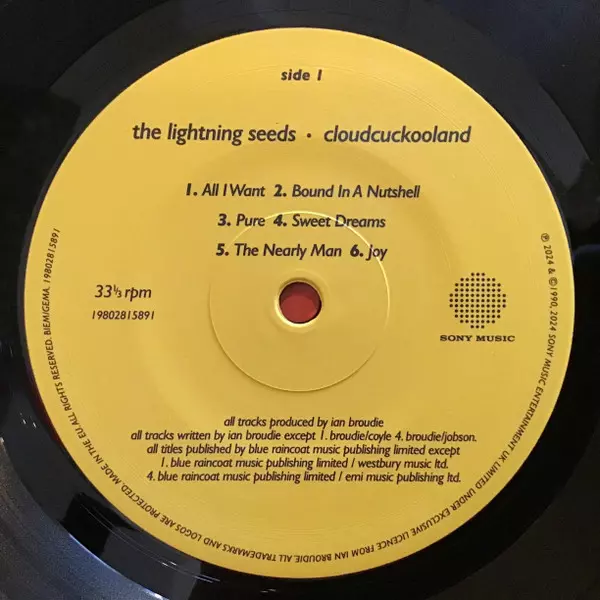 side 1
the lightning seeds · cloudcuckooland
1. All I Want 2. Bound In A Nutshell
3. Pure 4. Sweet Dreams
5. The Nearly Man 6. Joy
33⅓ rpm
19802815891
SONY MUSIC
all tracks produced by ian broudie
all tracks written by ian broudie except 1. broudie/coyle 4. broudie/jobson.
all titles published by blue raincoat music publishing limited except
1. blue raincoat music publishing limited / westbury music ltd.
4. blue raincoat music publishing limited / emi music publishing ltd.
℗ 2024 & ©1990, 2024 SONY MUSIC ENTERTAINMENT UK LIMITED UNDER EXCLUSIVE LICENCE FROM IAN BROUDIE. ALL TRADEMARKS AND LOGOS ARE PROTECTED. MADE IN THE EU. ALL RIGHTS RESERVED. BIEM/GEMA. 19802815891